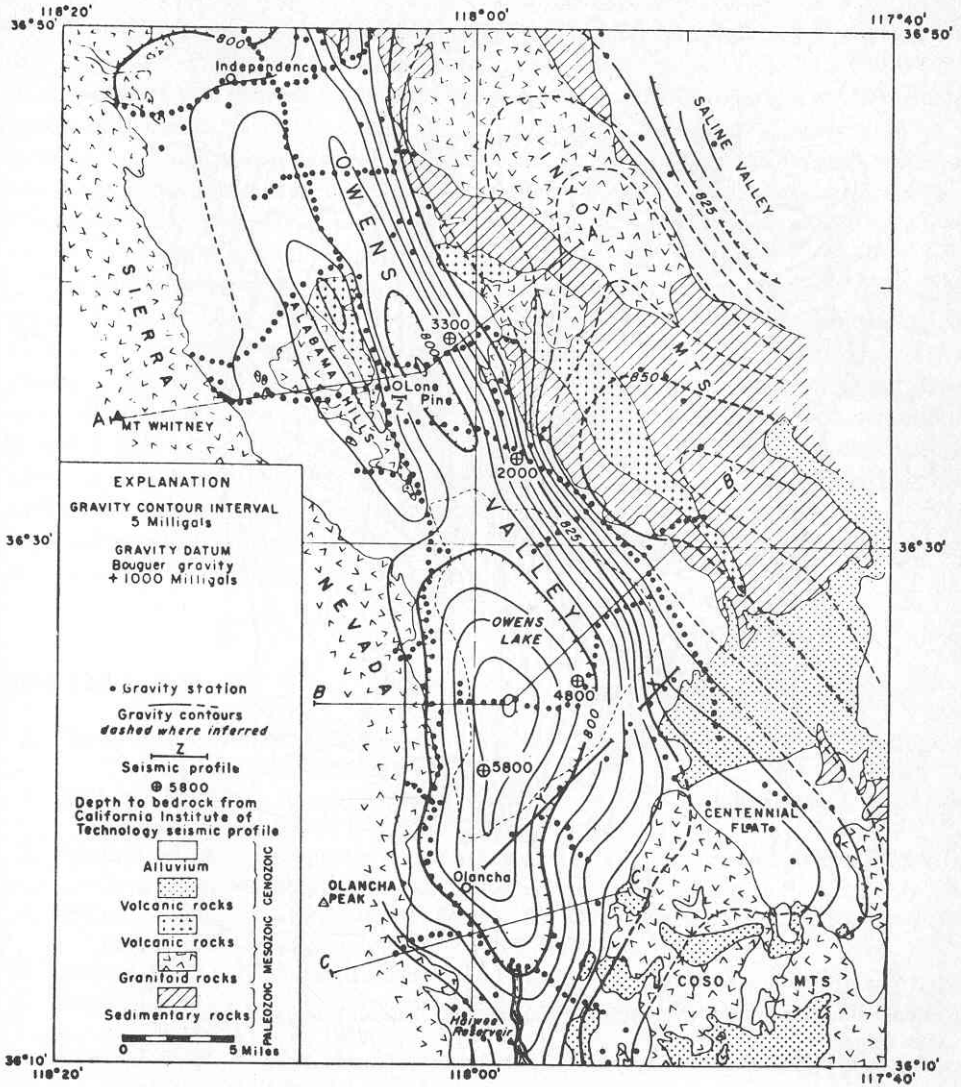 118°20'
118°00'
117°40'
36°50'
36°50'
800
Independence
SALINE VALLEY
825
INYO
MTS
OWENS
VALLEY
SIERRA
NEVADA
ALABAMA
HILLS
3300
800
Lone
Pine
Z
850
A
MT WHITNEY
2000
B'
825
36°30'
36°30'
EXPLANATION
GRAVITY CONTOUR INTERVAL
5 Milligals
GRAVITY DATUM
Bouguer gravity
+ 1000 Milligals
• Gravity station
Gravity contours
dashed where inferred
Z
Seismic profile
⊕ 5800
Depth to bedrock from
California Institute of
Technology seismic profile
Alluvium
Volcanic rocks
CENOZOIC
Volcanic rocks
Granitoid rocks
MESOZOIC
Sedimentary rocks
PALEOZOIC
0 5 Miles
OWENS
LAKE
B
4800
X
800
5800
Y
CENTENNIAL
FLAT
Olancha
OLANCHA
PEAK
C'
C
COSO MTS
Haiwee
Reservoir
36°10'
36°10'
118°20'
118°00'
117°40'